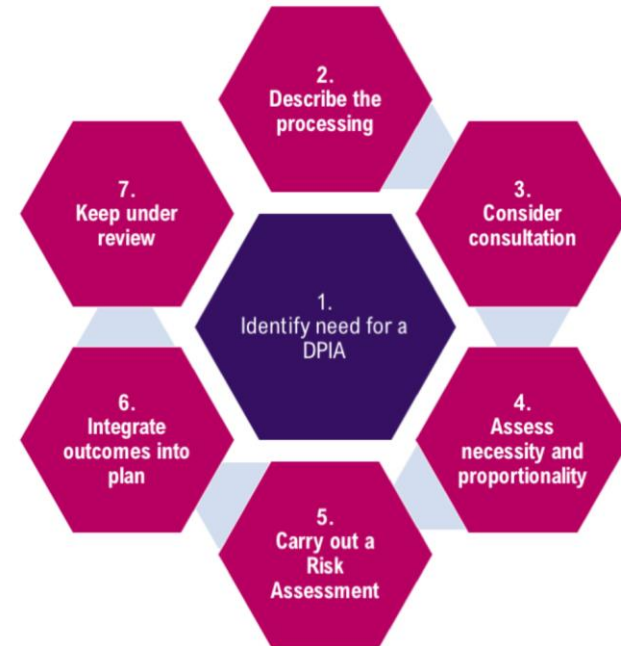 1.
Identify need for a
DPIA
2.
Describe the
processing
3.
Consider
consultation
4.
Assess
necessity and
proportionality
5.
Carry out a
Risk
Assessment
6.
Integrate
outcomes into
plan
7.
Keep under
review